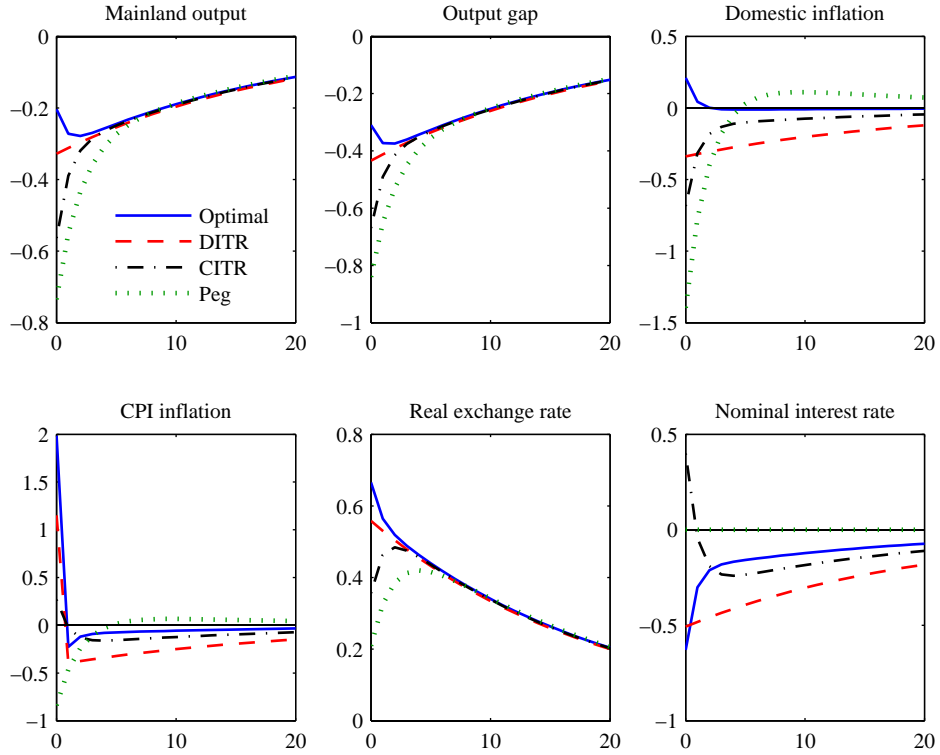 Mainland output
0
−0.2
−0.4
−0.6
−0.8
0 10 20
Optimal
DITR
CITR
Peg
Output gap
0
−0.2
−0.4
−0.6
−0.8
−1
0 10 20
Domestic inflation
0.5
0
−0.5
−1
−1.5
0 10 20
CPI inflation
2
1.5
1
0.5
0
−0.5
−1
0 10 20
Real exchange rate
0.8
0.6
0.4
0.2
0
0 10 20
Nominal interest rate
0.5
0
−0.5
−1
0 10 20